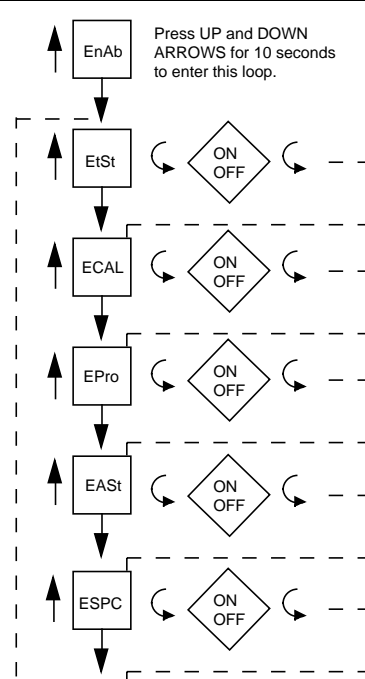 EnAb
Press UP and DOWN
ARROWS for 10 seconds
to enter this loop.
EtSt
ON
OFF
ECAL
ON
OFF
EPro
ON
OFF
EASt
ON
OFF
ESPC
ON
OFF